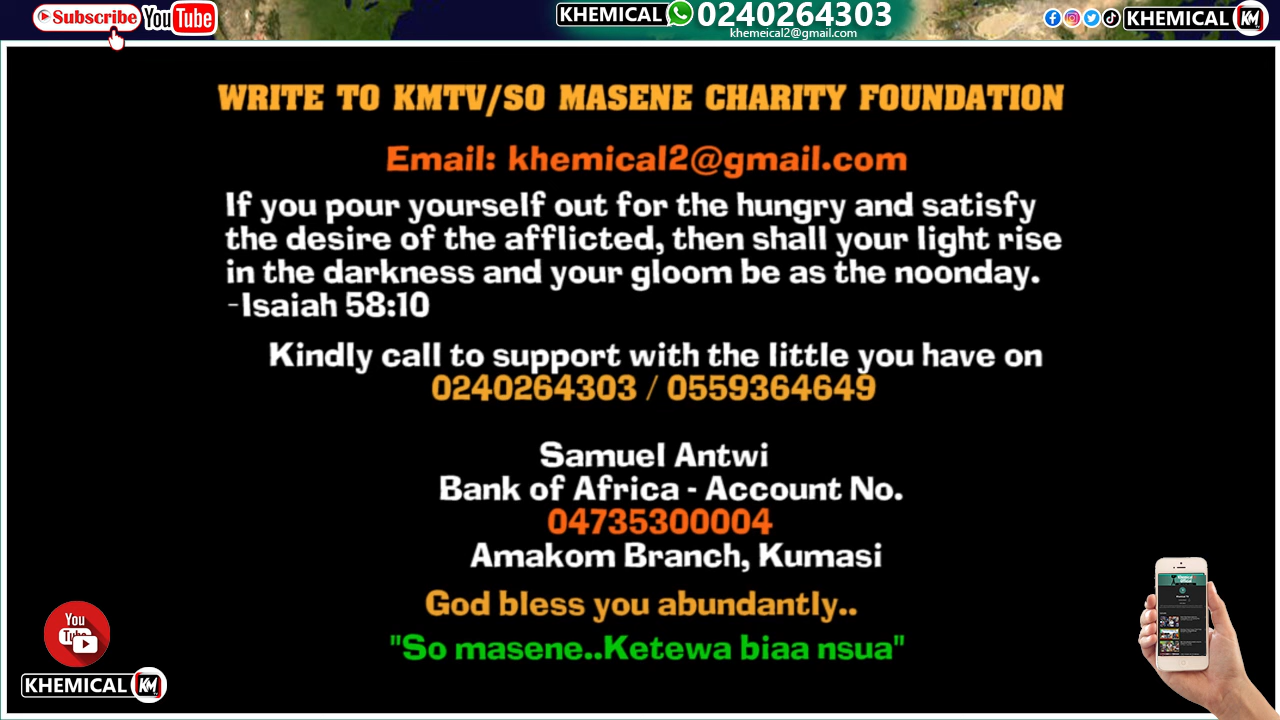 Subscribe YouTube
KHEMICAL 0240264303
khemeical2@gmail.com
KHEMICAL KM
WRITE TO KMTV/SO MASENE CHARITY FOUNDATION
Email: khemical2@gmail.com
If you pour yourself out for the hungry and satisfy
the desire of the afflicted, then shall your light rise
in the darkness and your gloom be as the noonday.
-Isaiah 58:10
Kindly call to support with the little you have on
0240264303 / 0559364649
Samuel Antwi
Bank of Africa - Account No.
04735300004
Amakom Branch, Kumasi
God bless you abundantly..
"So masene..Ketewa biaa nsua"
You
Tube
KHEMICAL KM